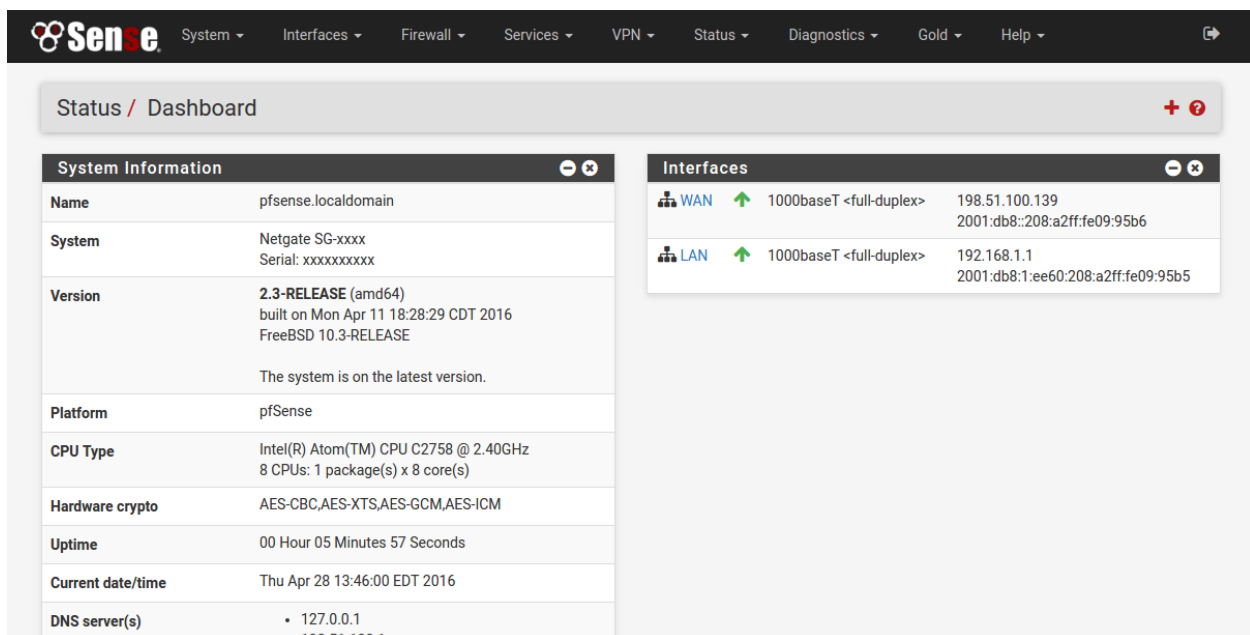 Sense
System
Interfaces
Firewall
Services
VPN
Status
Diagnostics
Gold
Help
Status / Dashboard
System Information
Name pfsense.localdomain
System Netgate SG-xxxx
Serial: xxxxxxxxxx
Version 2.3-RELEASE (amd64)
built on Mon Apr 11 18:28:29 CDT 2016
FreeBSD 10.3-RELEASE
The system is on the latest version.
Platform pfSense
CPU Type Intel(R) Atom(TM) CPU C2758 @ 2.40GHz
8 CPUs: 1 package(s) x 8 core(s)
Hardware crypto AES-CBC,AES-XTS,AES-GCM,AES-ICM
Uptime 00 Hour 05 Minutes 57 Seconds
Current date/time Thu Apr 28 13:46:00 EDT 2016
DNS server(s) • 127.0.0.1
Interfaces
WAN 1000baseT <full-duplex> 198.51.100.139
2001:db8::208:a2ff:fe09:95b6
LAN 1000baseT <full-duplex> 192.168.1.1
2001:db8:1:ee60:208:a2ff:fe09:95b5